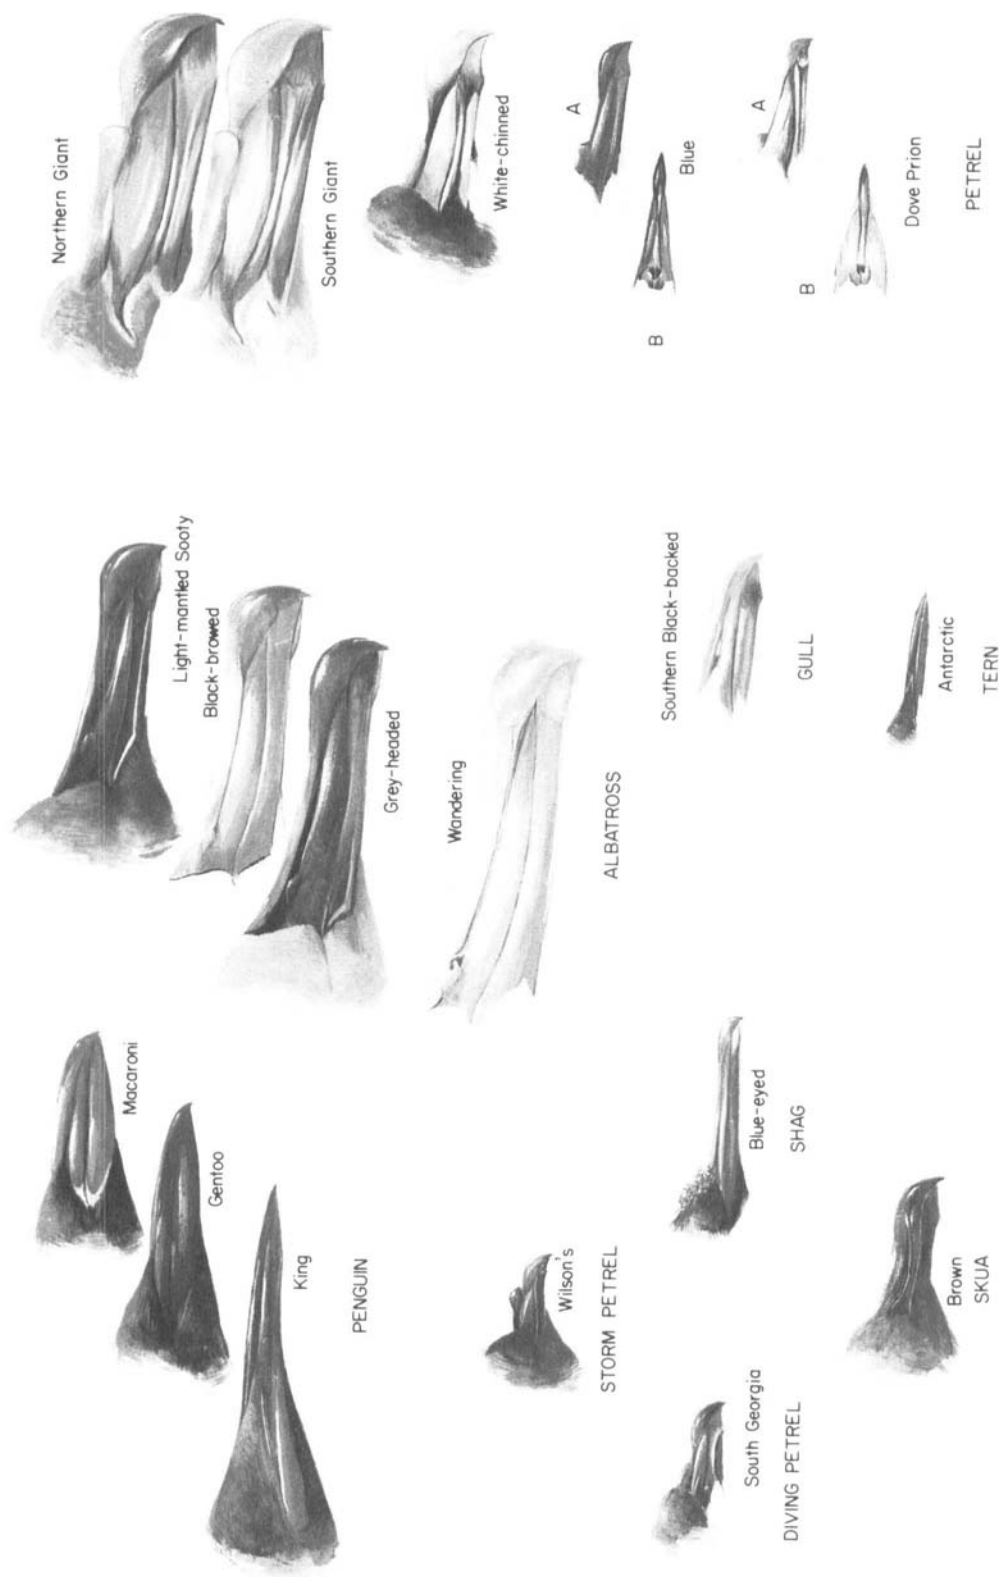 Macaroni
Gentoo
King
PENGUIN
Light-mantled Sooty
Black-browed
Grey-headed
Wandering
ALBATROSS
Northern Giant
Southern Giant
White-chinned
A
B
Blue
A
B
Dove Prion
PETREL
Wilson's
STORM PETREL
South Georgia
DIVING PETREL
Blue-eyed
SHAG
Brown
SKUA
Southern Black-backed
GULL
Antarctic
TERN